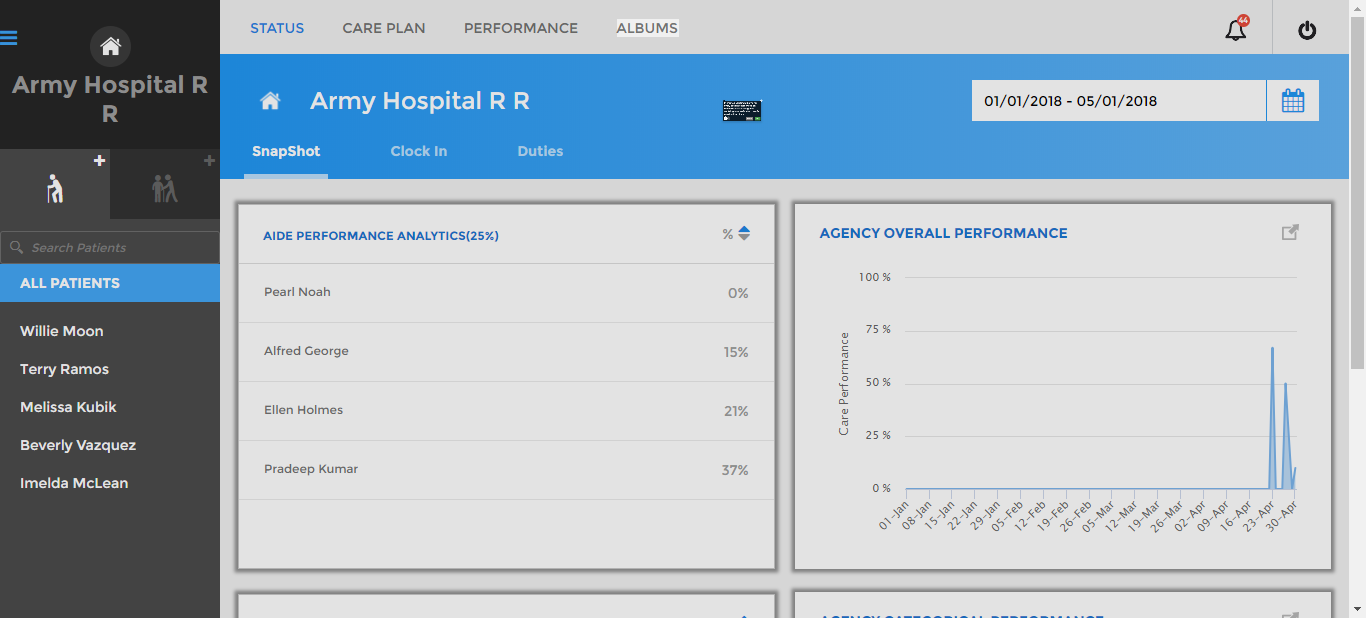 STATUS CARE PLAN PERFORMANCE ALBUMS 44
Army Hospital R
R
Army Hospital R R
01/01/2018 - 05/01/2018
SnapShot Clock In Duties
Search Patients
ALL PATIENTS
Willie Moon
Terry Ramos
Melissa Kubik
Beverly Vazquez
Imelda McLean
AIDE PERFORMANCE ANALYTICS(25%) %
Pearl Noah 0%
Alfred George 15%
Ellen Holmes 21%
Pradeep Kumar 37%
AGENCY OVERALL PERFORMANCE
Care Performance
100 %
75 %
50 %
25 %
0 %
01-Jan 08-Jan 15-Jan 22-Jan 29-Jan 05-Feb 12-Feb 19-Feb 26-Feb 05-Mar 12-Mar 19-Mar 26-Mar 02-Apr 09-Apr 16-Apr 23-Apr 30-Apr
AGENCY CATEGORICAL PERFORMANCE